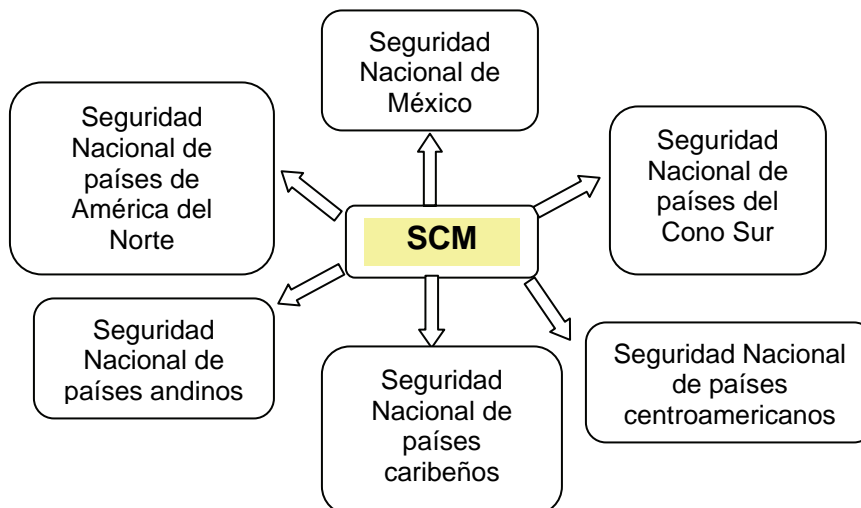 Seguridad
Nacional de
México
Seguridad
Nacional de
países de
América del
Norte
Seguridad
Nacional de
países del
Cono Sur
SCM
Seguridad
Nacional de
países andinos
Seguridad
Nacional de
países
caribeños
Seguridad Nacional
de países
centroamericanos